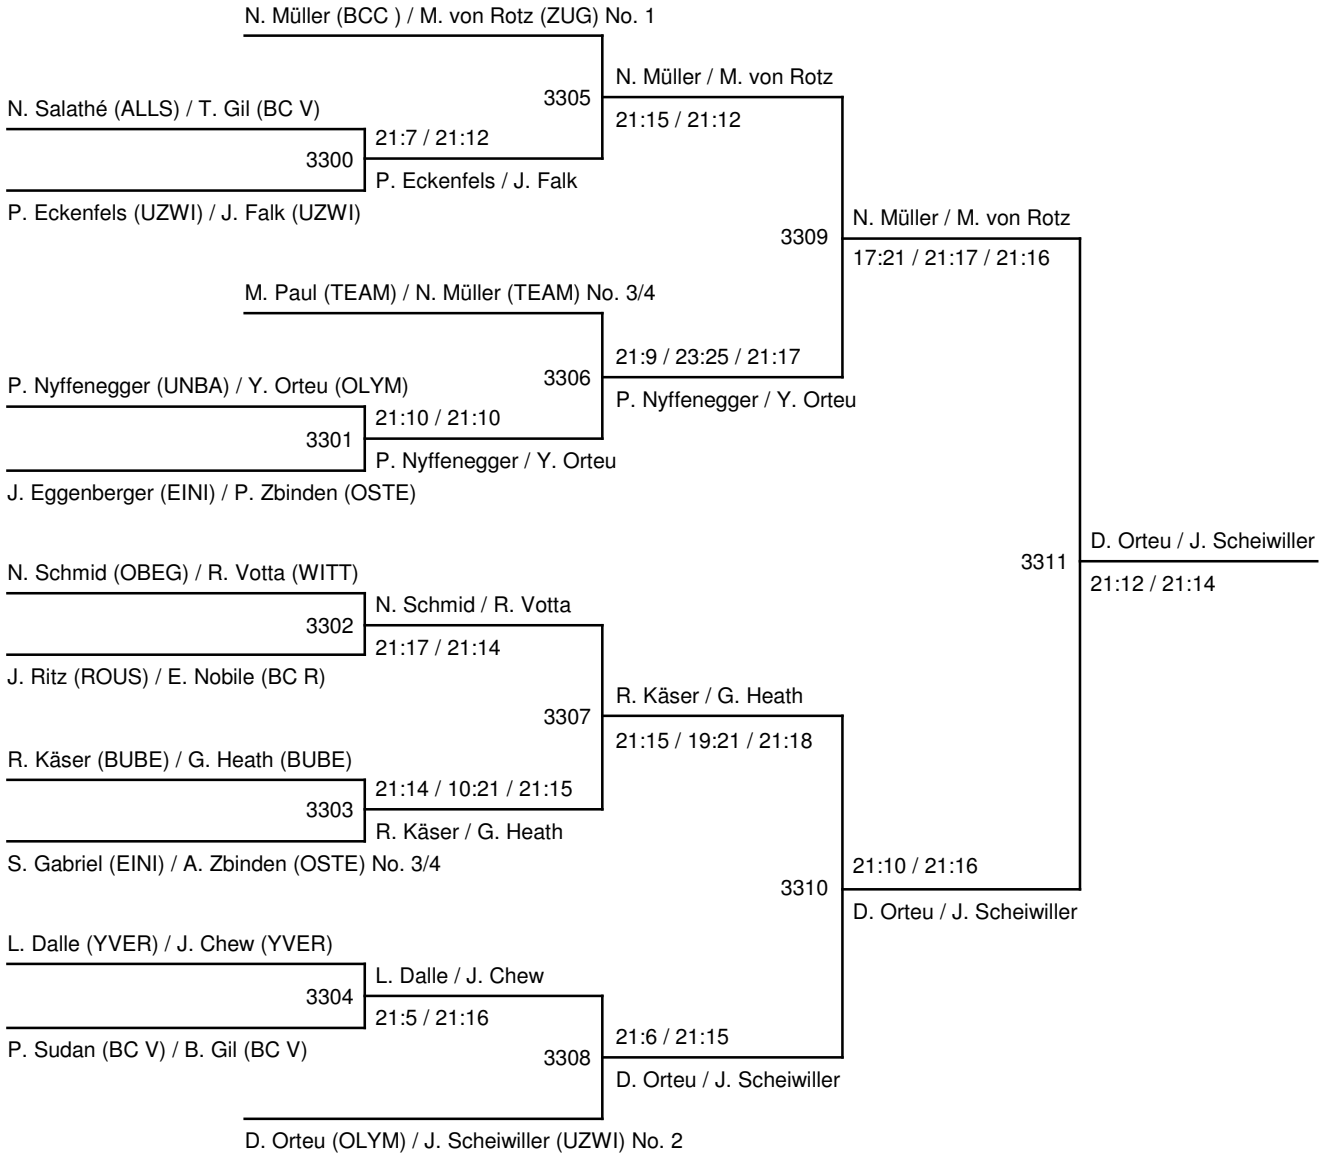 N. Müller (BCC ) / M. von Rotz (ZUG) No. 1
N. Müller / M. von Rotz
3305
N. Salathé (ALLS) / T. Gil (BC V)
21:15 / 21:12
21:7 / 21:12
3300
P. Eckenfels / J. Falk
P. Eckenfels (UZWI) / J. Falk (UZWI)
N. Müller / M. von Rotz
3309
17:21 / 21:17 / 21:16
M. Paul (TEAM) / N. Müller (TEAM) No. 3/4
21:9 / 23:25 / 21:17
3306
P. Nyffenegger (UNBA) / Y. Orteu (OLYM)
P. Nyffenegger / Y. Orteu
21:10 / 21:10
3301
P. Nyffenegger / Y. Orteu
J. Eggenberger (EINI) / P. Zbinden (OSTE)
D. Orteu / J. Scheiwiller
3311
21:12 / 21:14
N. Schmid (OBEG) / R. Votta (WITT)
N. Schmid / R. Votta
3302
21:17 / 21:14
J. Ritz (ROUS) / E. Nobile (BC R)
R. Käser / G. Heath
3307
21:15 / 19:21 / 21:18
R. Käser (BUBE) / G. Heath (BUBE)
21:14 / 10:21 / 21:15
3303
R. Käser / G. Heath
S. Gabriel (EINI) / A. Zbinden (OSTE) No. 3/4
21:10 / 21:16
3310
D. Orteu / J. Scheiwiller
L. Dalle (YVER) / J. Chew (YVER)
L. Dalle / J. Chew
3304
21:5 / 21:16
21:6 / 21:15
P. Sudan (BC V) / B. Gil (BC V)
3308
D. Orteu / J. Scheiwiller
D. Orteu (OLYM) / J. Scheiwiller (UZWI) No. 2